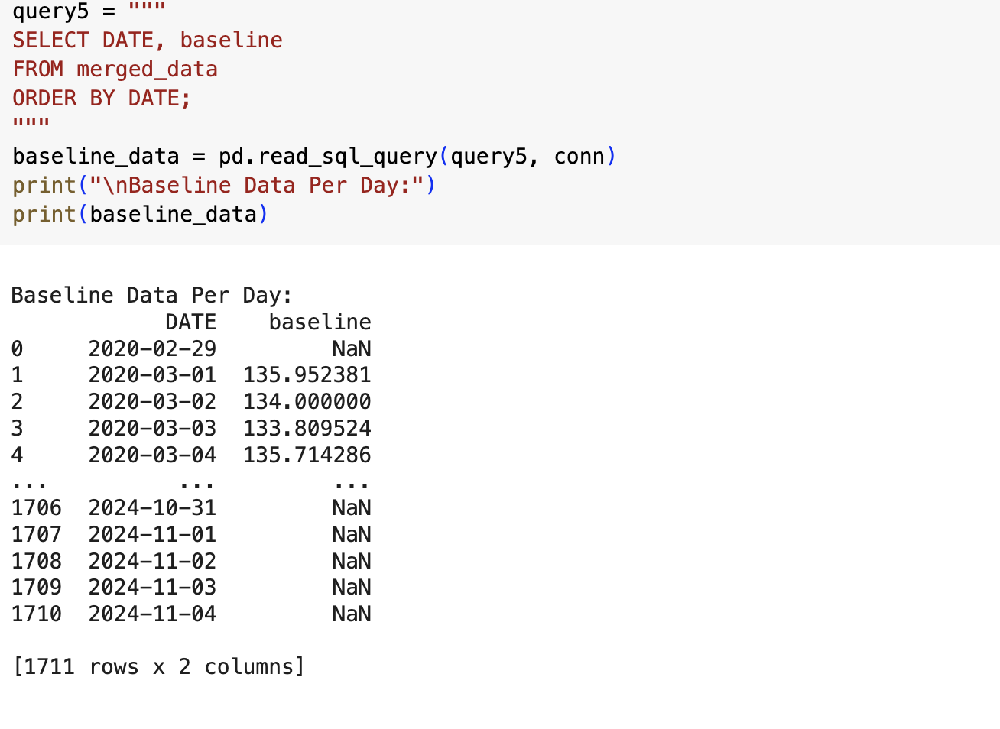 query5 = """
SELECT DATE, baseline
FROM merged_data
ORDER BY DATE;
"""
baseline_data = pd.read_sql_query(query5, conn)
print("\nBaseline Data Per Day:")
print(baseline_data)
Baseline Data Per Day:
            DATE    baseline
0     2020-02-29         NaN
1     2020-03-01  135.952381
2     2020-03-02  134.000000
3     2020-03-03  133.809524
4     2020-03-04  135.714286
...          ...         ...
1706  2024-10-31         NaN
1707  2024-11-01         NaN
1708  2024-11-02         NaN
1709  2024-11-03         NaN
1710  2024-11-04         NaN
[1711 rows x 2 columns]